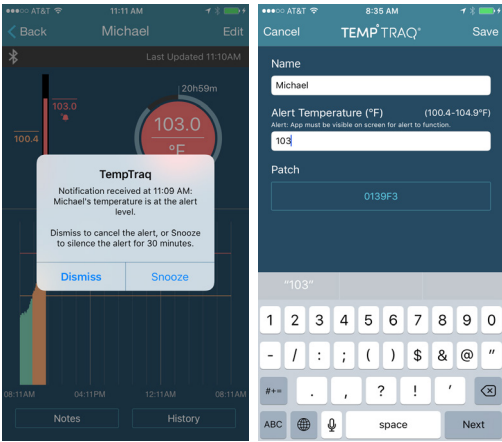 AT&T 11:11 AM
Back Michael Edit
Last Updated 11:10AM
20h59m
103.0
100.4
103.0
°F
TempTraq
Notification received at 11:09 AM:
Michael's temperature is at the alert
level.
Dismiss to cancel the alert, or Snooze
to silence the alert for 30 minutes.
Dismiss Snooze
08:11AM 04:11PM 12:11AM 08:11AM
Notes History
AT&T 8:35 AM
Cancel TEMP°TRAQ® Save
Name
Michael
Alert Temperature (°F) (100.4-104.9°F)
Alert: App must be visible on screen for alert to function.
103
Patch
0139F3
"103"
1 2 3 4 5 6 7 8 9 0
- / : ; ( ) $ & @ "
#+= . , ? ! '
ABC space Next